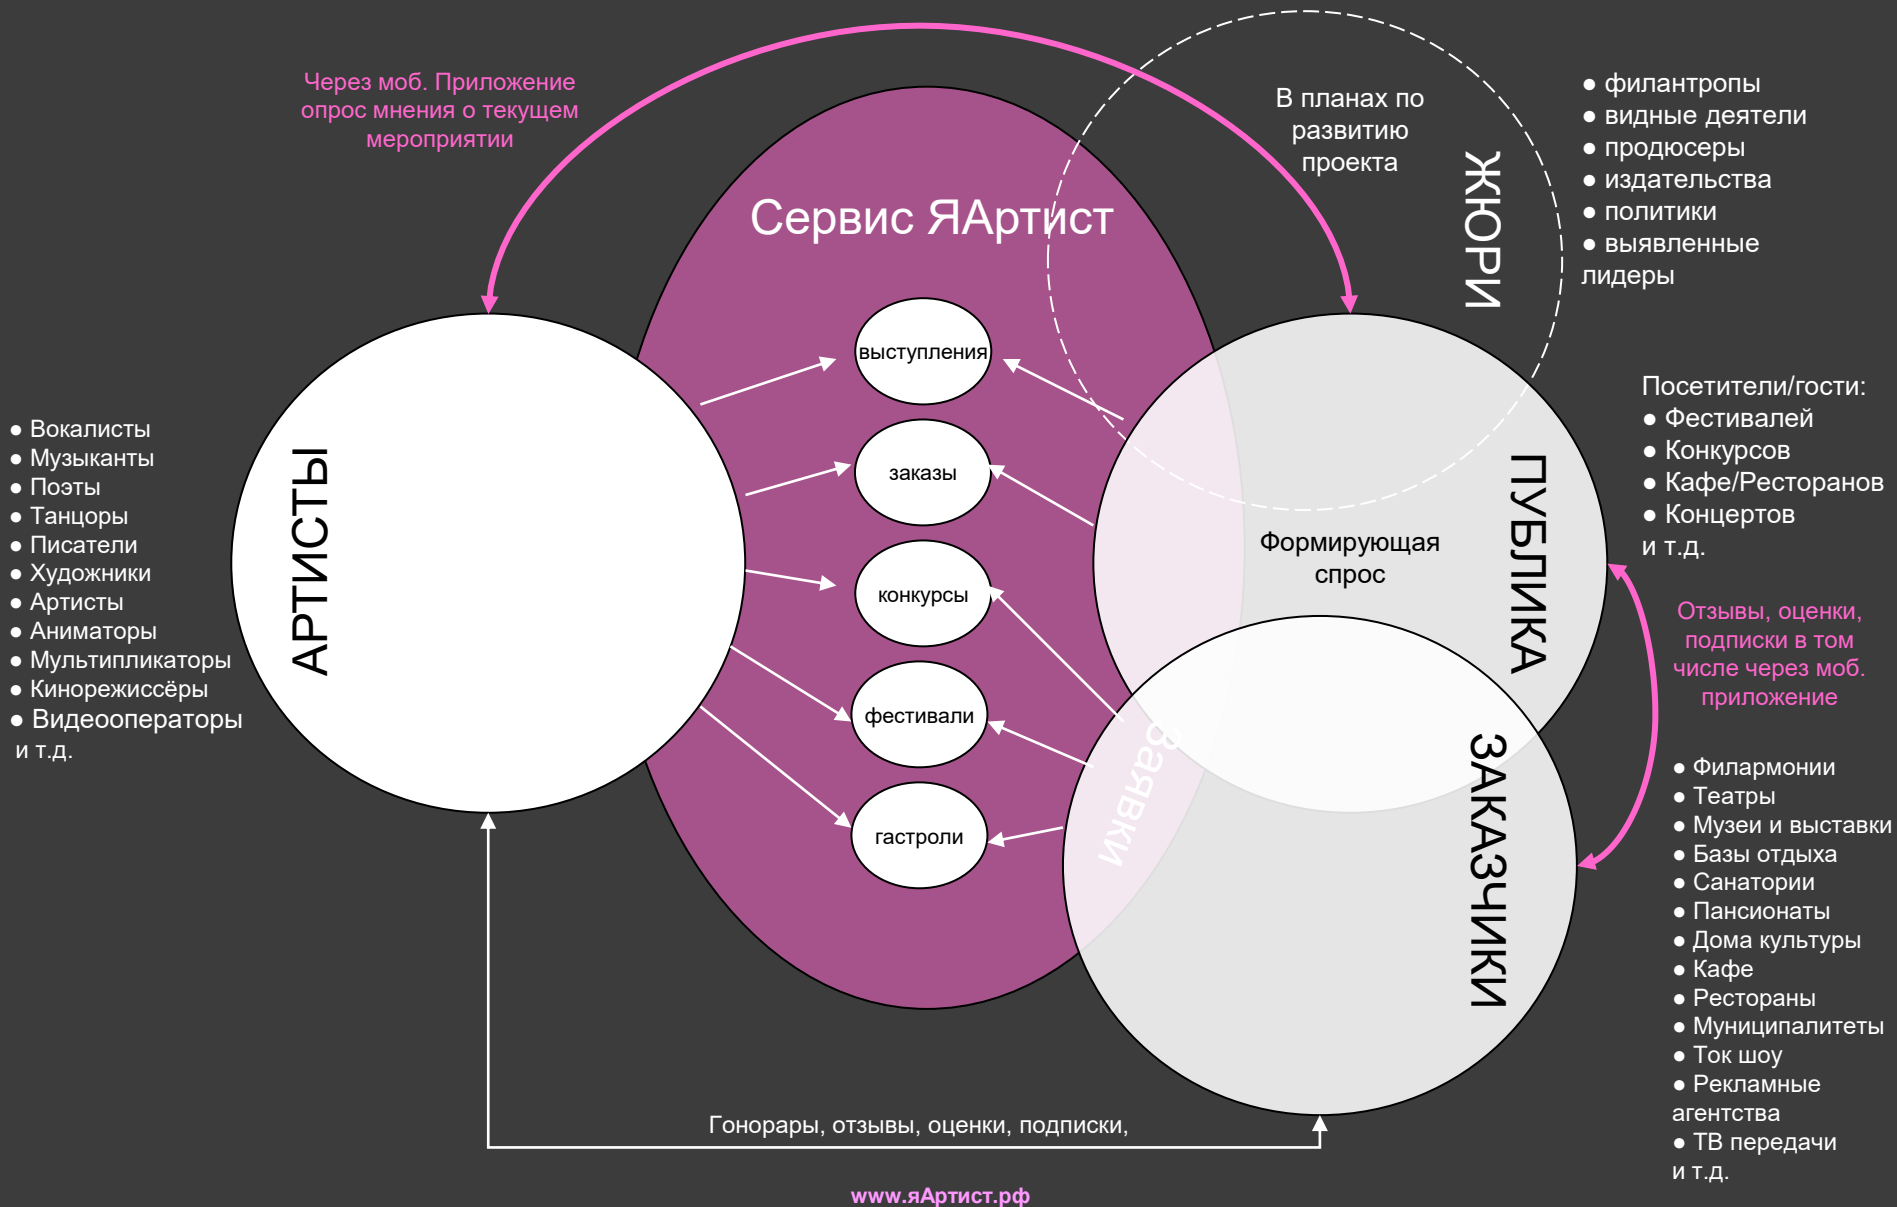 Через моб. Приложение
опрос мнения о текущем
мероприятии
В планах по
развитию
проекта
ЖЮРИ
● филантропы
● видные деятели
● продюсеры
● издательства
● политики
● выявленные
лидеры
Сервис ЯАртист
выступления
заказы
конкурсы
фестивали
гастроли
● Вокалисты
● Музыканты
● Поэты
● Танцоры
● Писатели
● Художники
● Артисты
● Аниматоры
● Мультипликаторы
● Кинорежиссёры
● Видеооператоры
и т.д.
АРТИСТЫ
Формирующая
спрос
ПУБЛИКА
Посетители/гости:
● Фестивалей
● Конкурсов
● Кафе/Ресторанов
● Концертов
и т.д.
Отзывы, оценки,
подписки в том
числе через моб.
приложение
Заявки
ЗАКАЗЧИКИ
● Филармонии
● Театры
● Музеи и выставки
● Базы отдыха
● Санатории
● Пансионаты
● Дома культуры
● Кафе
● Рестораны
● Муниципалитеты
● Ток шоу
● Рекламные
агентства
● ТВ передачи
и т.д.
Гонорары, отзывы, оценки, подписки,
www.яАртист.рф